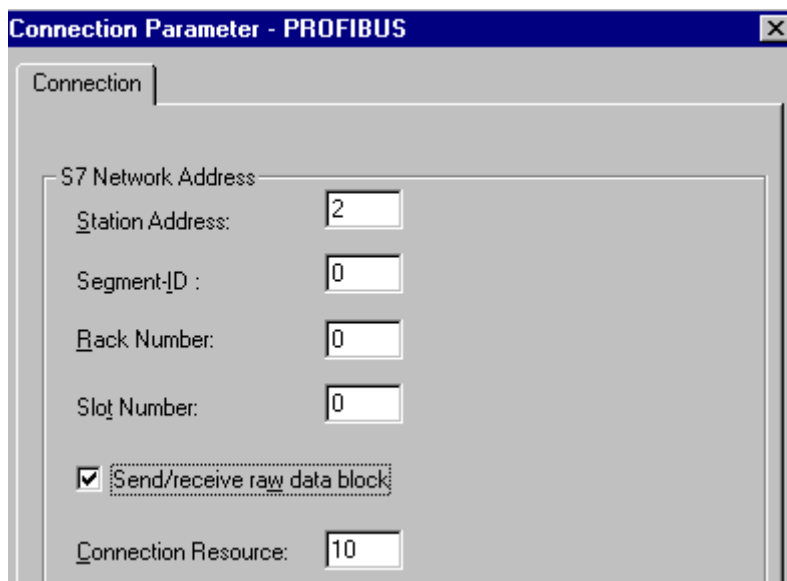 Connection Parameter - PROFIBUS
Connection
S7 Network Address
Station Address: 2
Segment-ID : 0
Rack Number: 0
Slot Number: 0
Send/receive raw data block
Connection Resource: 10